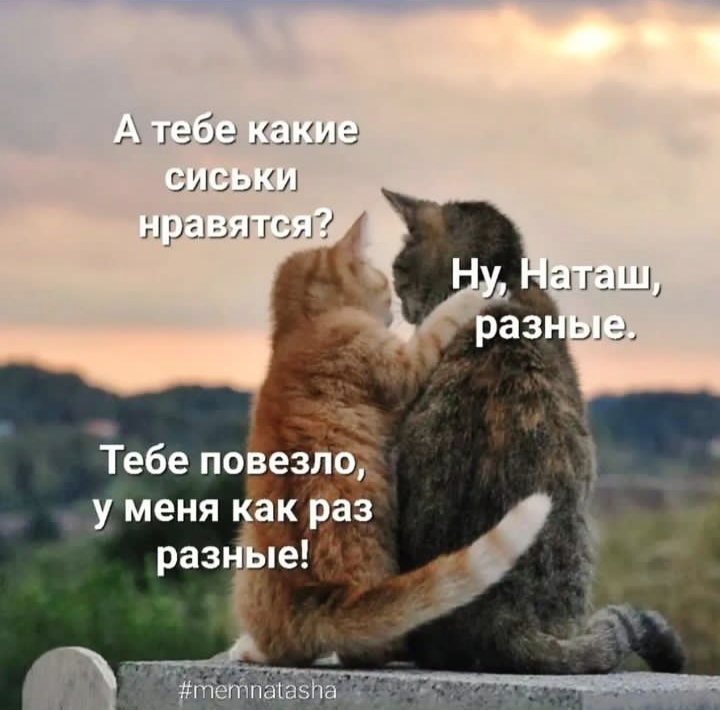 А тебе какие
сиськи
нравятся?
Ну, Наташ,
разные.
Тебе повезло,
у меня как раз
разные!
#memnatasha